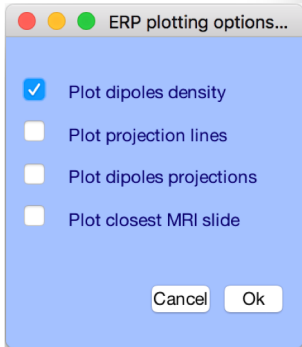 ERP plotting options...
Plot dipoles density
Plot projection lines
Plot dipoles projections
Plot closest MRI slide
Cancel Ok